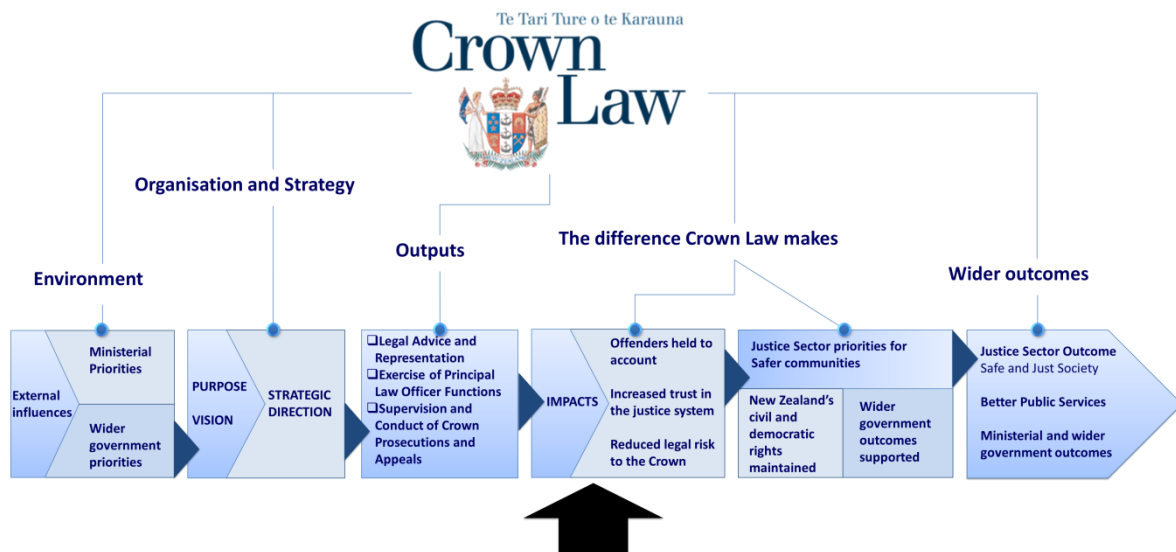 Te Tari Ture o te Karauna
Crown
Law
Organisation and Strategy
The difference Crown Law makes
Outputs
Environment
Wider outcomes
External
influences
Ministerial
Priorities
Wider
government
priorities
PURPOSE
VISION
STRATEGIC
DIRECTION
❑Legal Advice and
Representation
❑Exercise of Principal
Law Officer Functions
❑Supervision and
Conduct of Crown
Prosecutions and
Appeals
IMPACTS
Offenders held to
account
Increased trust in
the justice system
Reduced legal risk
to the Crown
Justice Sector priorities for
Safer communities
New Zealand's
civil and
democratic
rights
maintained
Wider
government
outcomes
supported
Justice Sector Outcome
Safe and Just Society
Better Public Services
Ministerial and wider
government outcomes